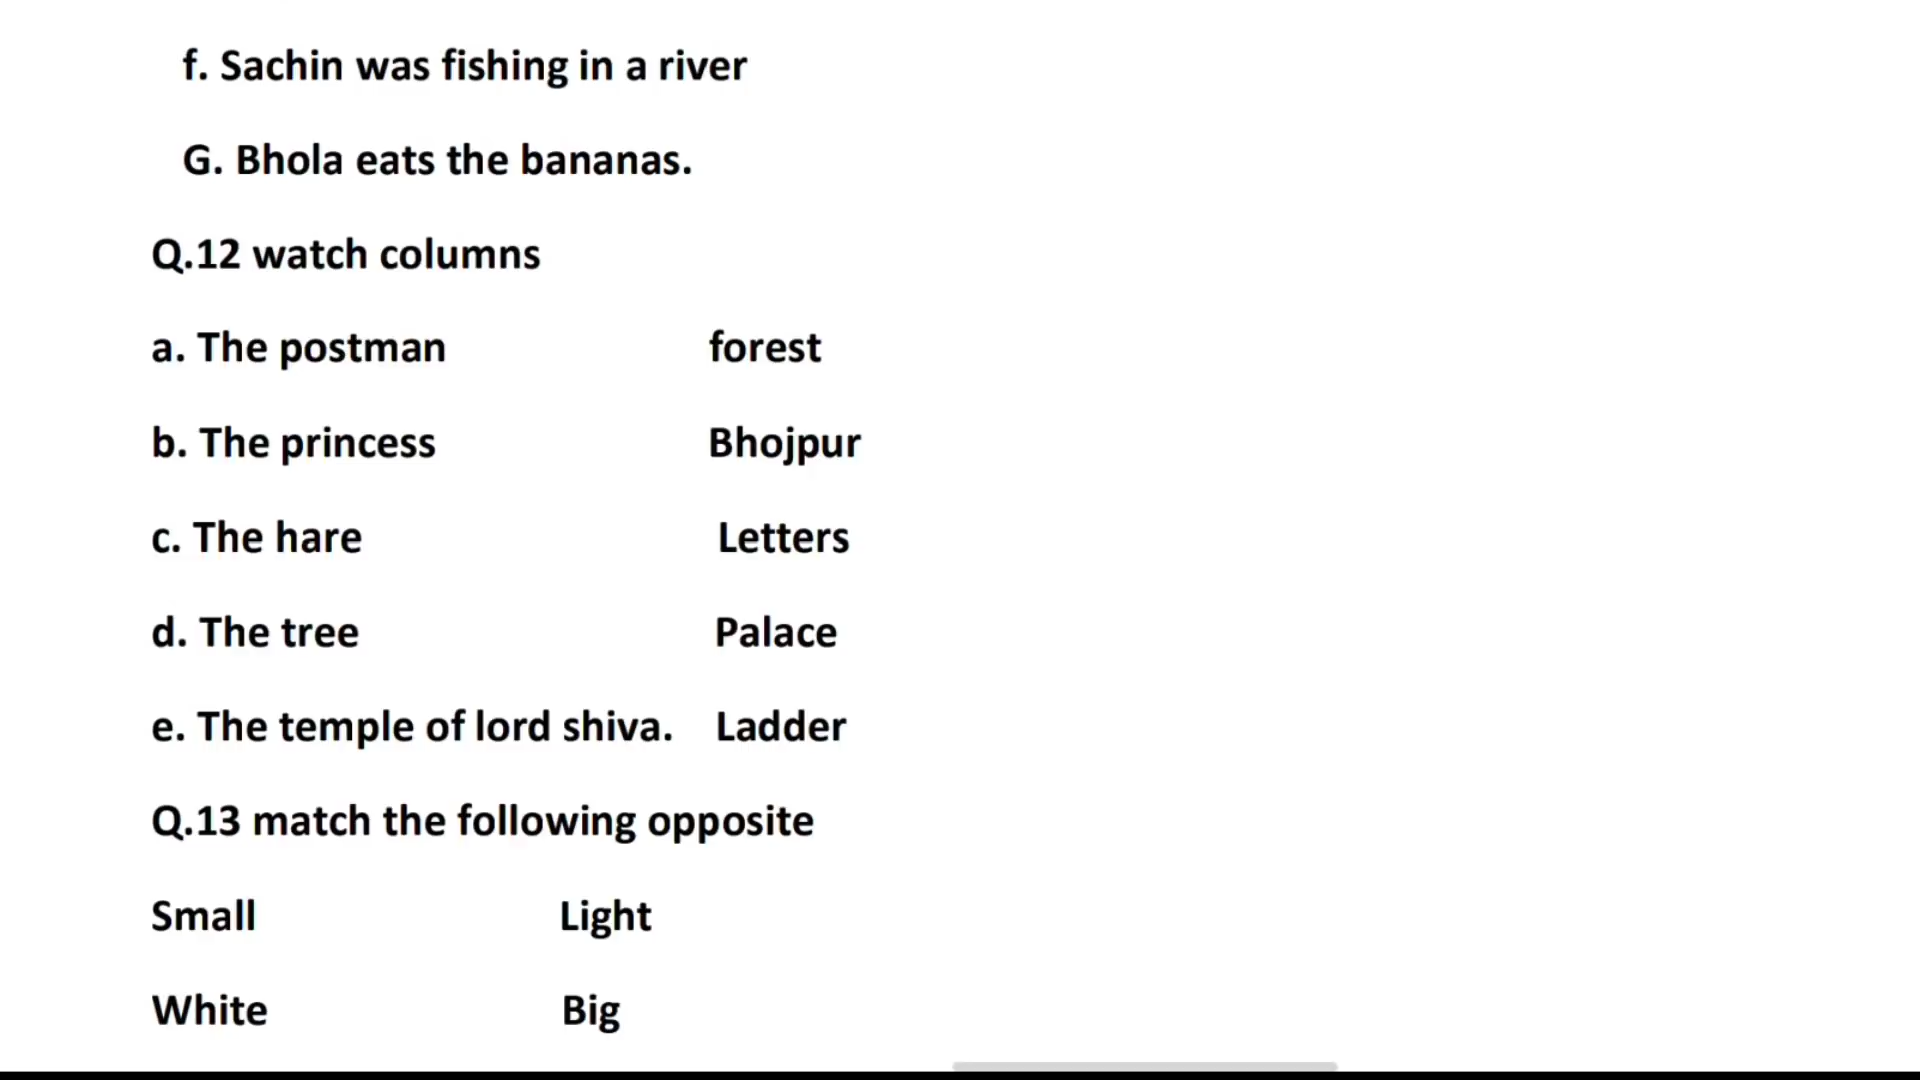 f. Sachin was fishing in a river
G. Bhola eats the bananas.
Q.12 watch columns
a. The postman forest
b. The princess Bhojpur
c. The hare Letters
d. The tree Palace
e. The temple of lord shiva. Ladder
Q.13 match the following opposite
Small Light
White Big